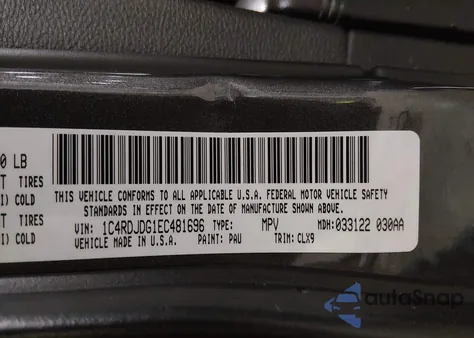 0 LB
T TIRES
I) COLD
T TIRES
I) COLD
THIS VEHICLE CONFORMS TO ALL APPLICABLE U.S.A. FEDERAL MOTOR VEHICLE SAFETY
STANDARDS IN EFFECT ON THE DATE OF MANUFACTURE SHOWN ABOVE.
VIN: 1C4RDJDG1EC481696 TYPE: MPV MDH: 033122 030AA
VEHICLE MADE IN U.S.A. PAINT: PAU TRIM: CLX9
autoSnap